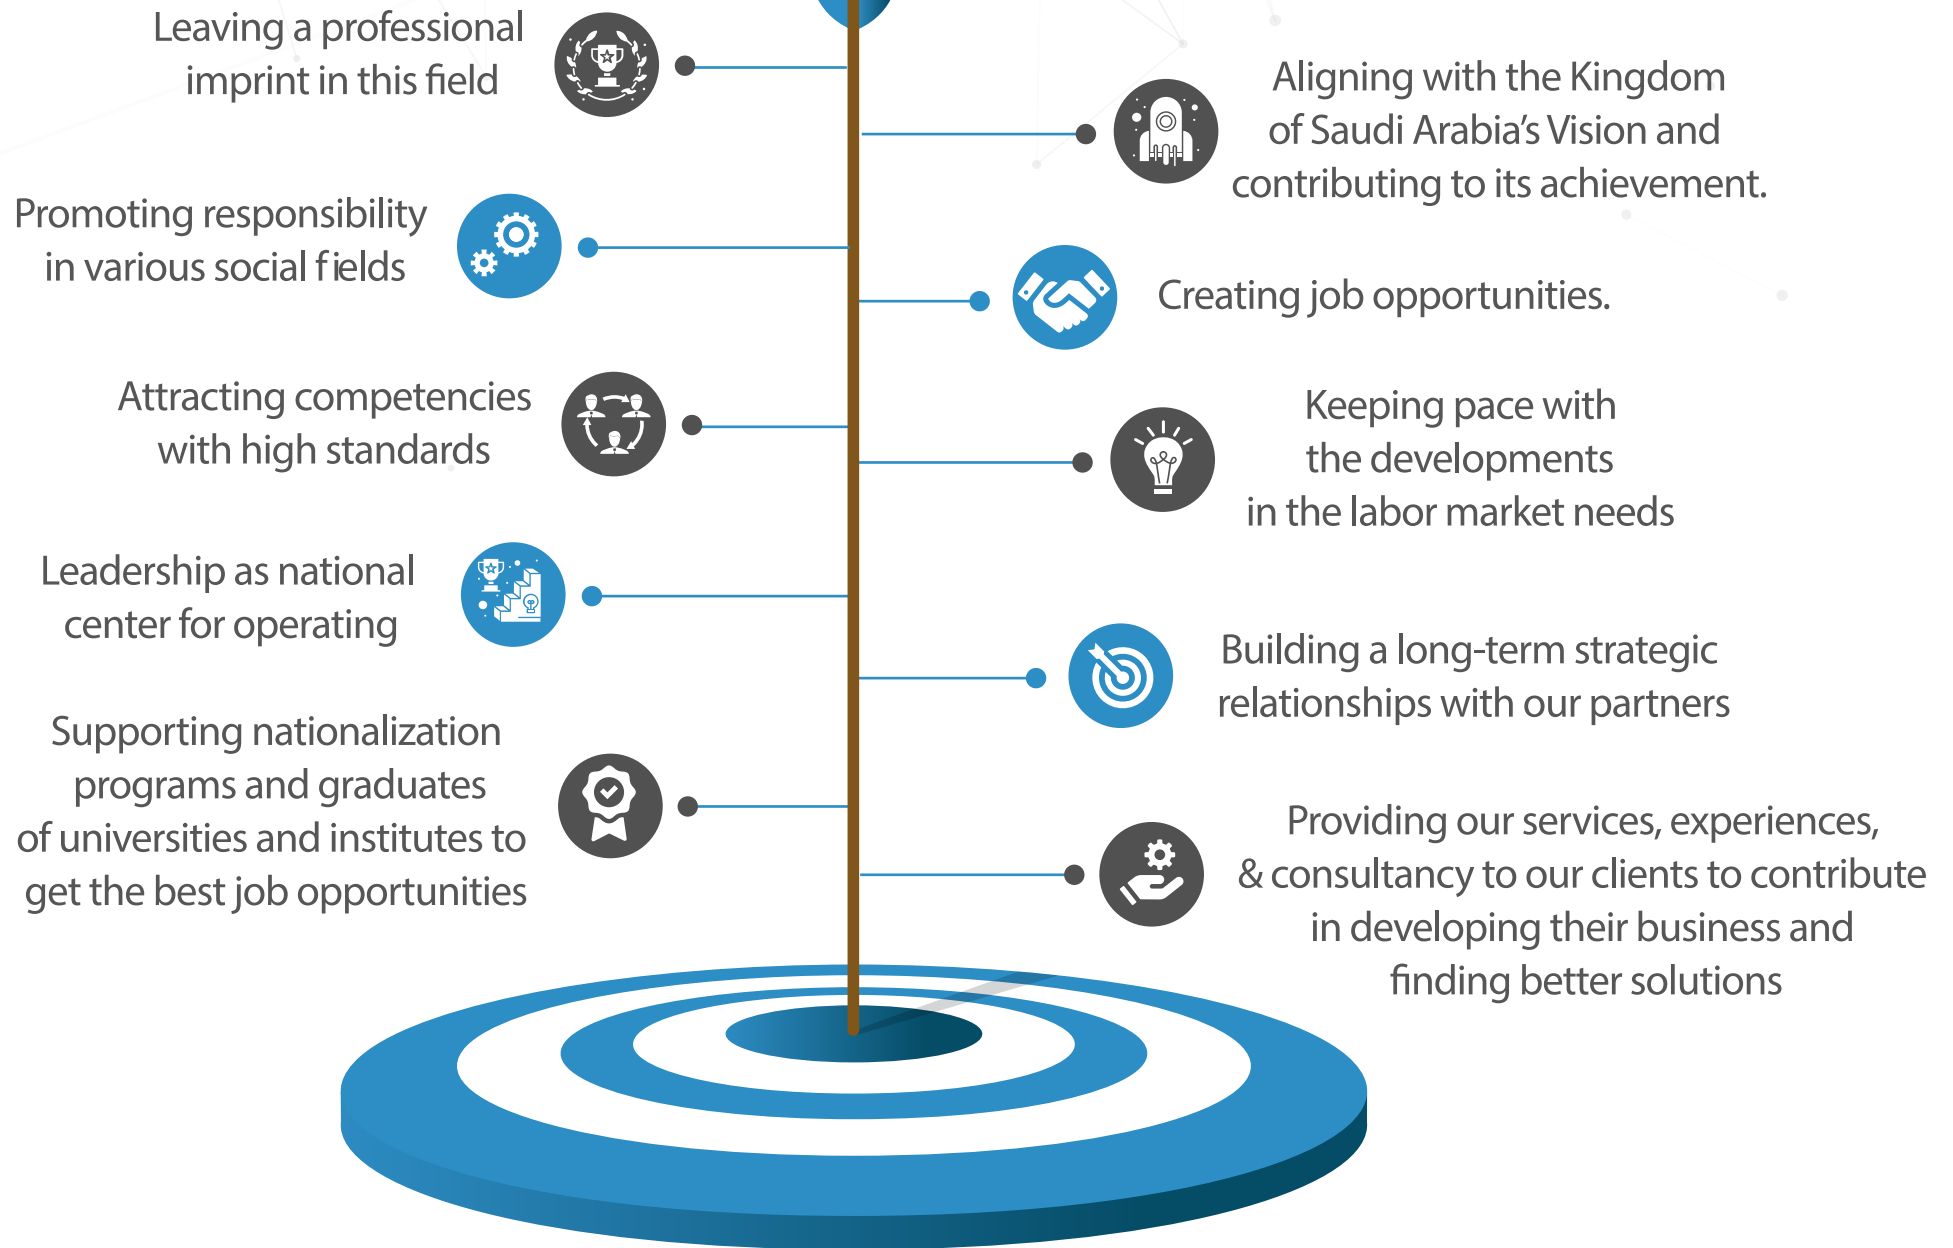 Leaving a professional
imprint in this field
Aligning with the Kingdom
of Saudi Arabia's Vision and
contributing to its achievement.
Promoting responsibility
in various social fields
Creating job opportunities.
Attracting competencies
with high standards
Keeping pace with
the developments
in the labor market needs
Leadership as national
center for operating
Building a long-term strategic
relationships with our partners
Supporting nationalization
programs and graduates
of universities and institutes to
get the best job opportunities
Providing our services, experiences,
& consultancy to our clients to contribute
in developing their business and
finding better solutions